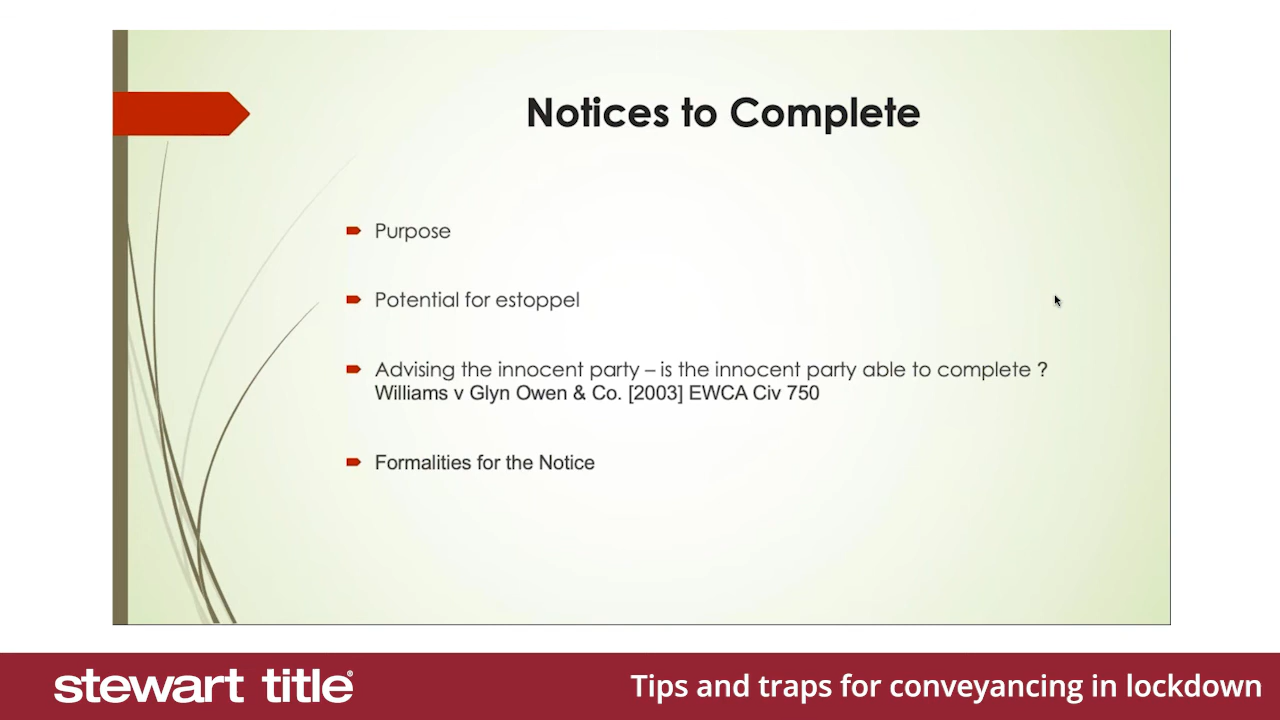 Notices to Complete
Purpose
Potential for estoppel
Advising the innocent party – is the innocent party able to complete ?
Williams v Glyn Owen & Co. [2003] EWCA Civ 750
Formalities for the Notice
stewart title®
Tips and traps for conveyancing in lockdown